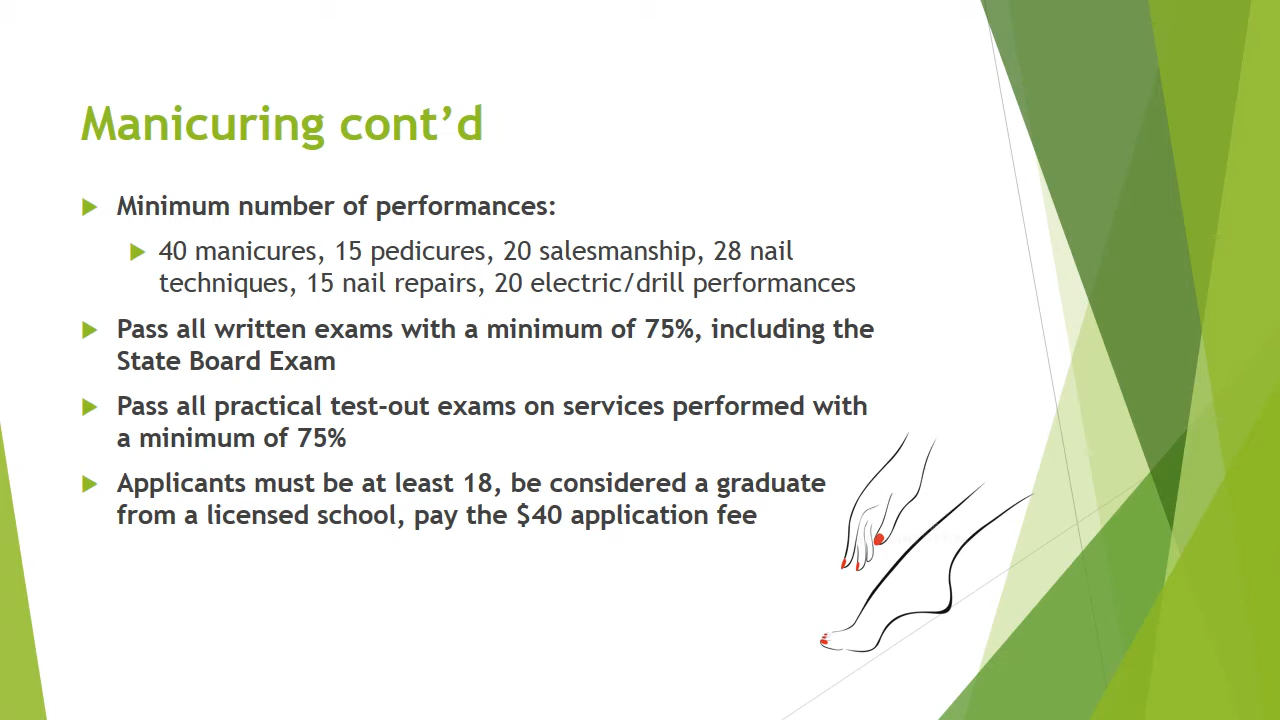 Manicuring cont’d
Minimum number of performances:
40 manicures, 15 pedicures, 20 salesmanship, 28 nail
techniques, 15 nail repairs, 20 electric/drill performances
Pass all written exams with a minimum of 75%, including the
State Board Exam
Pass all practical test-out exams on services performed with
a minimum of 75%
Applicants must be at least 18, be considered a graduate
from a licensed school, pay the $40 application fee